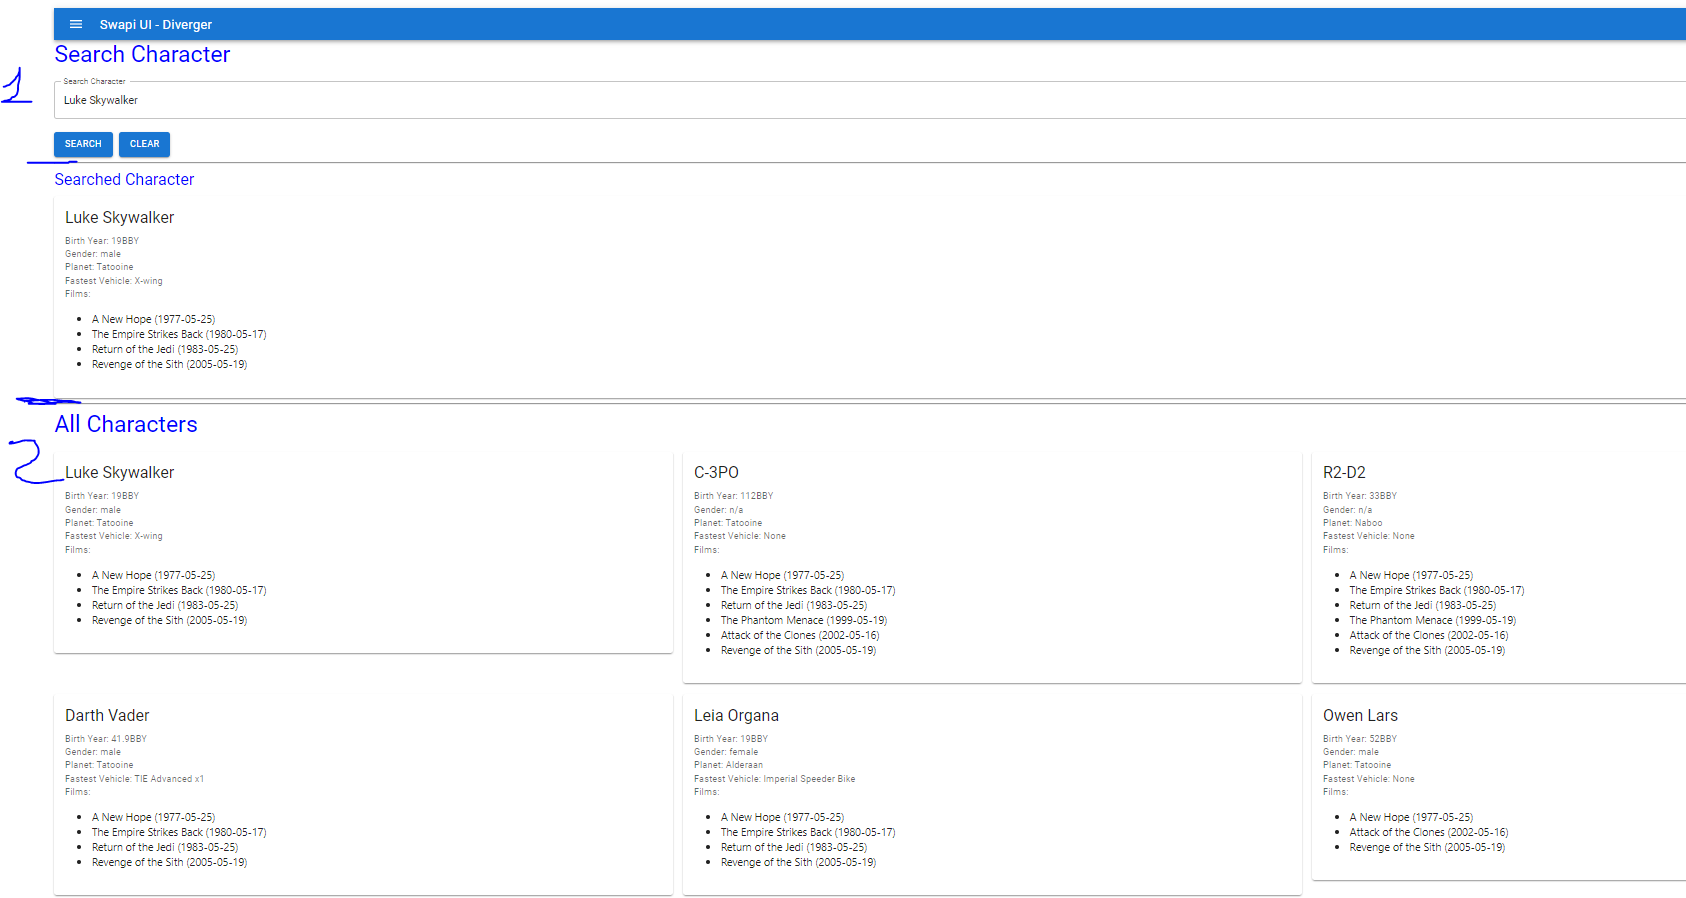 Swapi UI - Diverger
Search Character
1
Search Character
Luke Skywalker
SEARCH CLEAR
Searched Character
Luke Skywalker
Birth Year: 19BBY
Gender: male
Planet: Tatooine
Fastest Vehicle: X-wing
Films:
A New Hope (1977-05-25)
The Empire Strikes Back (1980-05-17)
Return of the Jedi (1983-05-25)
Revenge of the Sith (2005-05-19)
All Characters
2
Luke Skywalker
Birth Year: 19BBY
Gender: male
Planet: Tatooine
Fastest Vehicle: X-wing
Films:
A New Hope (1977-05-25)
The Empire Strikes Back (1980-05-17)
Return of the Jedi (1983-05-25)
Revenge of the Sith (2005-05-19)
C-3PO
Birth Year: 112BBY
Gender: n/a
Planet: Tatooine
Fastest Vehicle: None
Films:
A New Hope (1977-05-25)
The Empire Strikes Back (1980-05-17)
Return of the Jedi (1983-05-25)
The Phantom Menace (1999-05-19)
Attack of the Clones (2002-05-16)
Revenge of the Sith (2005-05-19)
R2-D2
Birth Year: 33BBY
Gender: n/a
Planet: Naboo
Fastest Vehicle: None
Films:
A New Hope (1977-05-25)
The Empire Strikes Back (1980-05-17)
Return of the Jedi (1983-05-25)
The Phantom Menace (1999-05-19)
Attack of the Clones (2002-05-16)
Revenge of the Sith (2005-05-19)
Darth Vader
Birth Year: 41.9BBY
Gender: male
Planet: Tatooine
Fastest Vehicle: TIE Advanced x1
Films:
A New Hope (1977-05-25)
The Empire Strikes Back (1980-05-17)
Return of the Jedi (1983-05-25)
Revenge of the Sith (2005-05-19)
Leia Organa
Birth Year: 19BBY
Gender: female
Planet: Alderaan
Fastest Vehicle: Imperial Speeder Bike
Films:
A New Hope (1977-05-25)
The Empire Strikes Back (1980-05-17)
Return of the Jedi (1983-05-25)
Revenge of the Sith (2005-05-19)
Owen Lars
Birth Year: 52BBY
Gender: male
Planet: Tatooine
Fastest Vehicle: None
Films:
A New Hope (1977-05-25)
Attack of the Clones (2002-05-16)
Revenge of the Sith (2005-05-19)